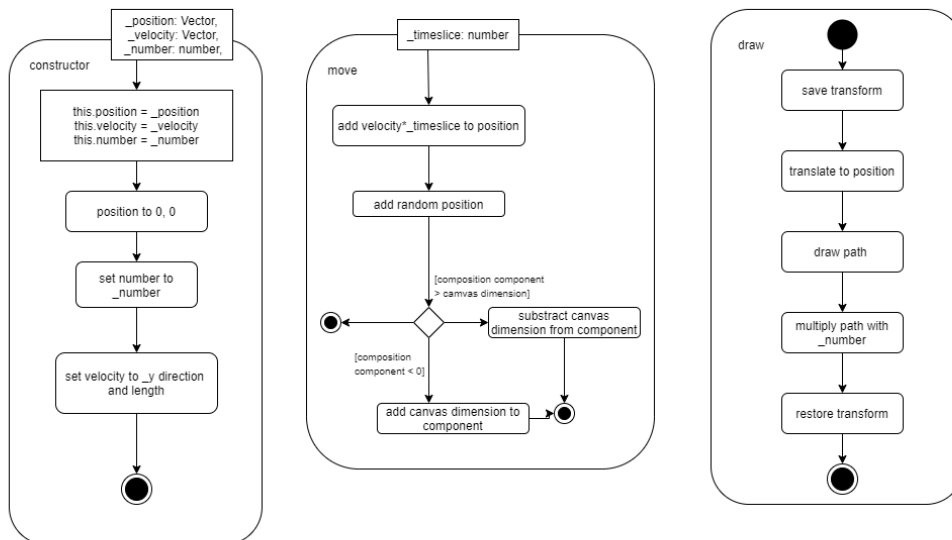 _position: Vector,
_velocity: Vector,
_number: number,
constructor
this.position = _position
this.velocity = _velocity
this.number = _number
position to 0, 0
set number to
_number
set velocity to _y direction
and length
_timeslice: number
move
add velocity*_timeslice to position
add random position
[composition component
> camvas dimension]
substract canvas
dimension from component
[composition
component < 0]
add canvas dimension to
component
draw
save transform
translate to position
draw path
multiply path with
_number
restore transform